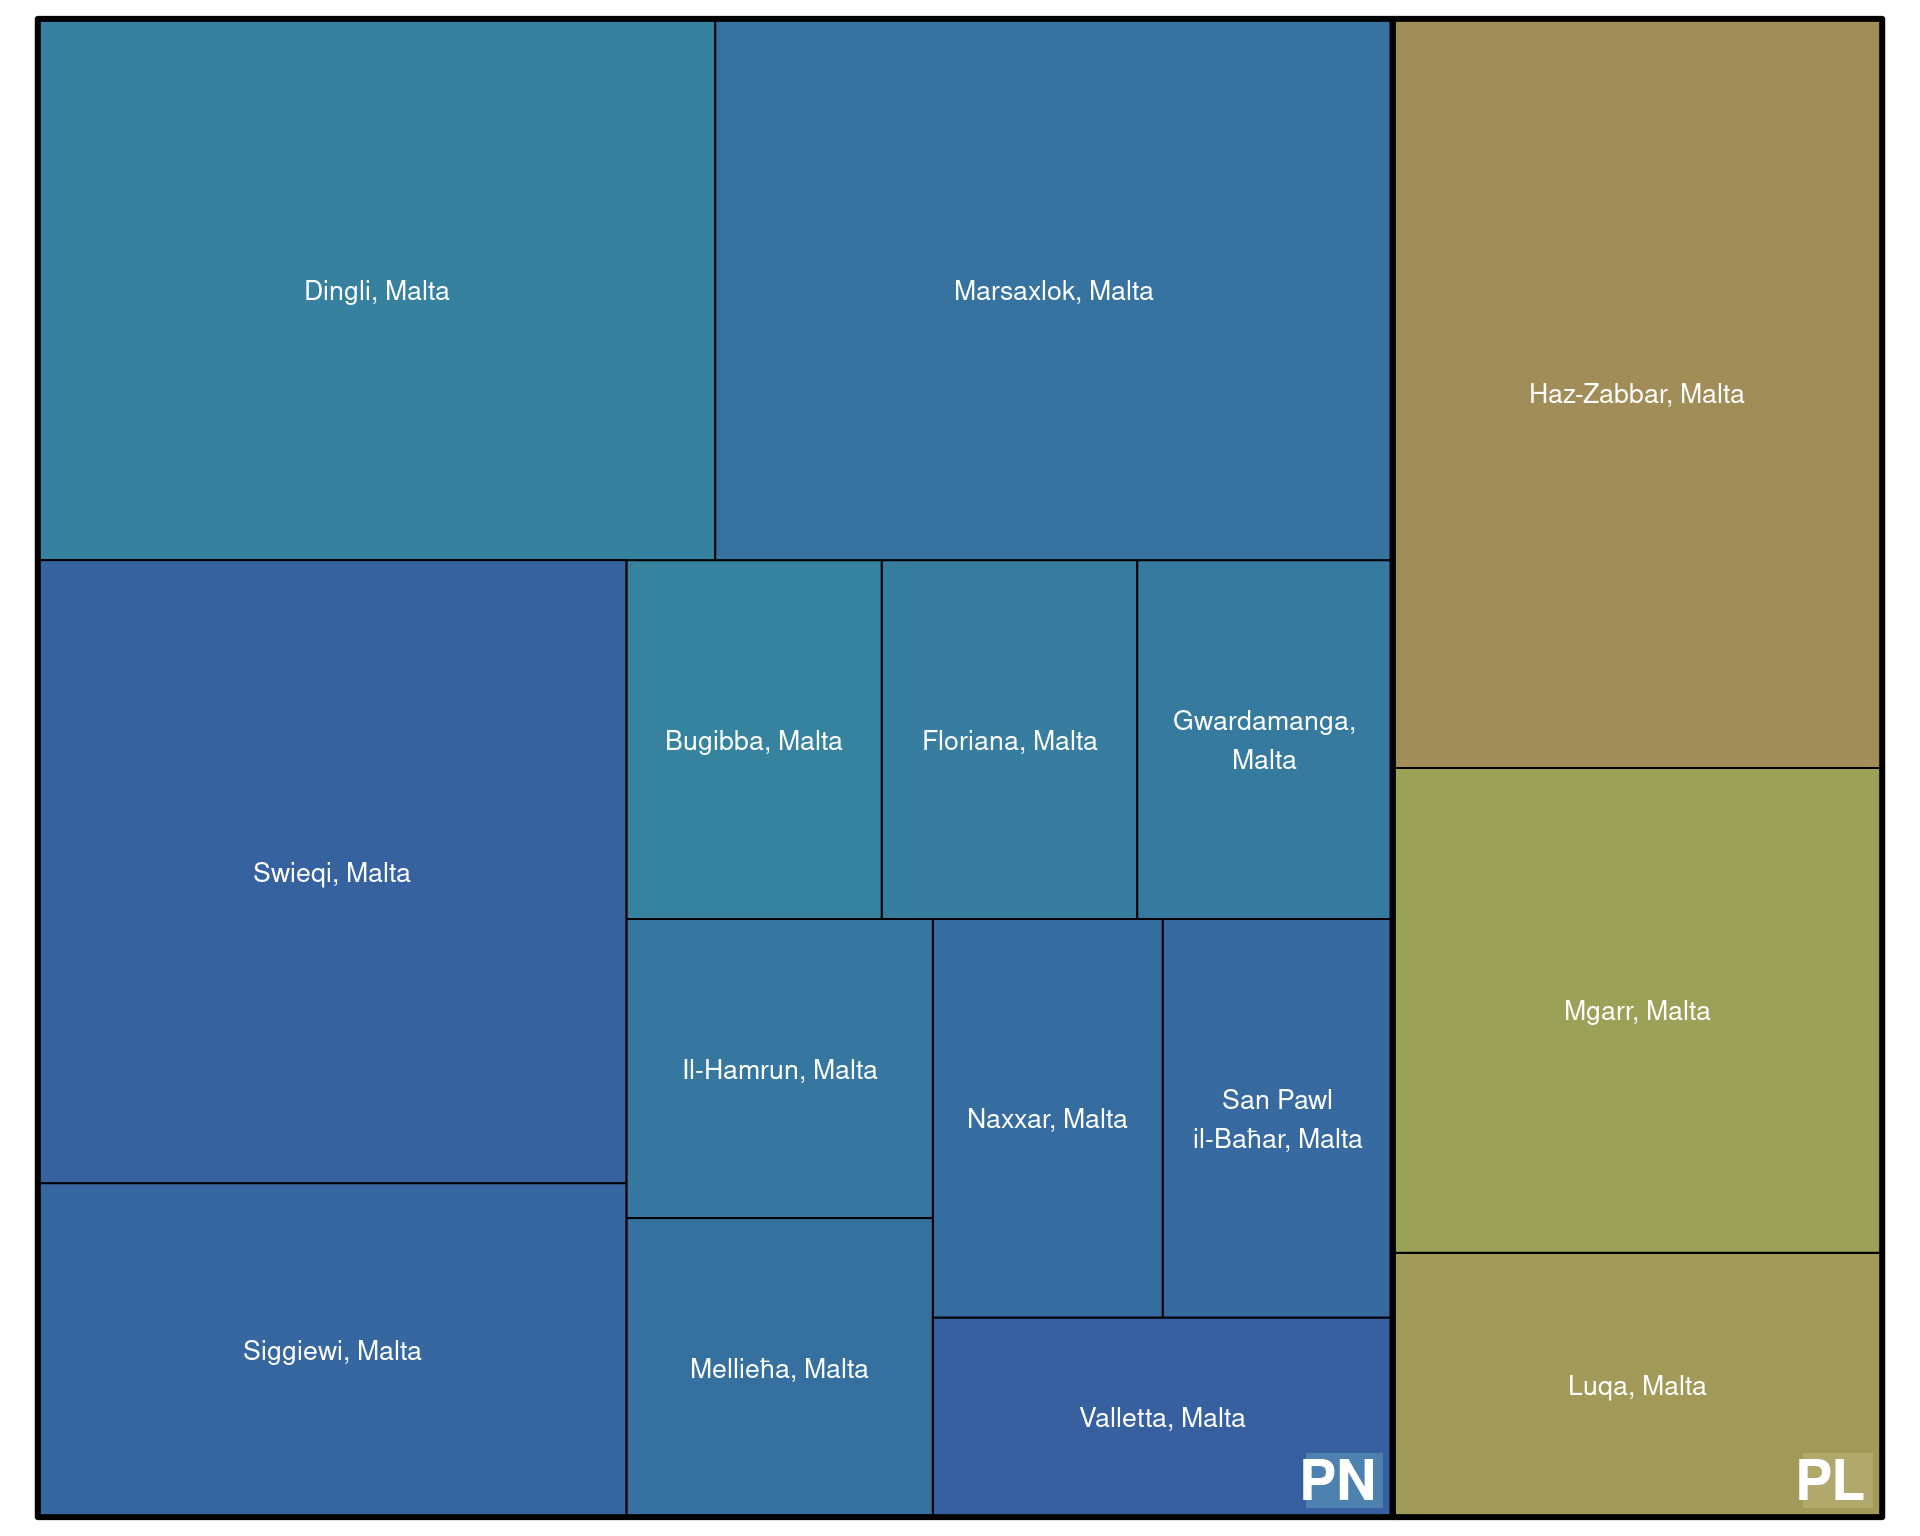 Dingli, Malta
Marsaxlok, Malta
Haz-Zabbar, Malta
Swieqi, Malta
Bugibba, Malta
Floriana, Malta
Gwardamanga,
Malta
Mgarr, Malta
Il-Hamrun, Malta
Naxxar, Malta
San Pawl
il-Baħar, Malta
Siggiewi, Malta
Mellieħa, Malta
Valletta, Malta
Luqa, Malta
PN
PL